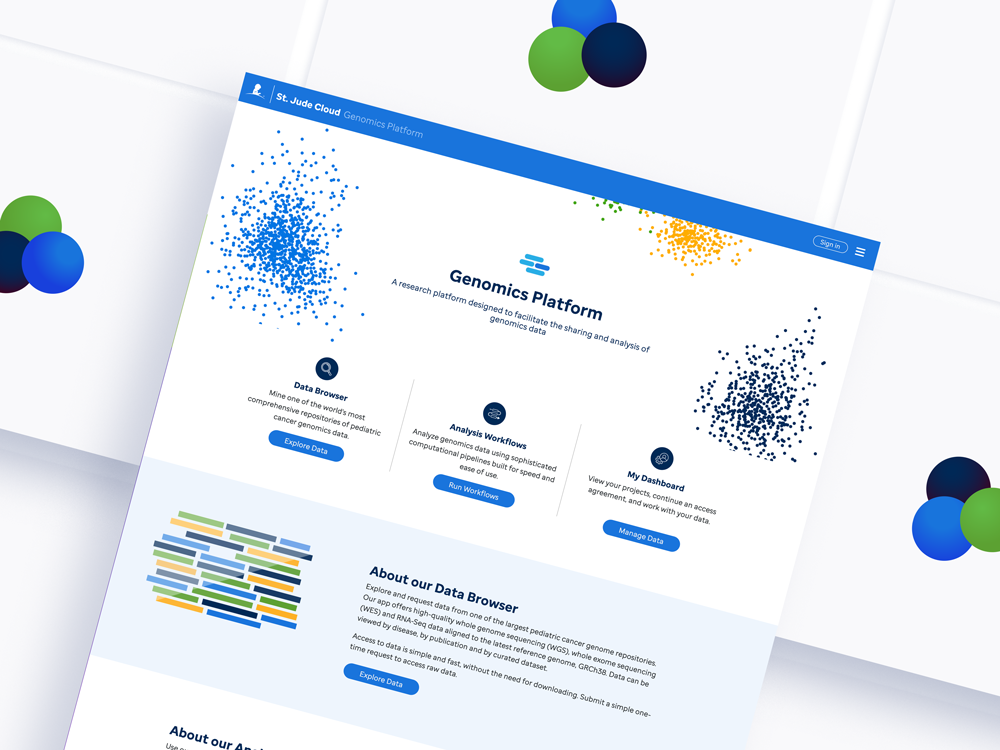 St. Jude Cloud Genomics Platform
Sign in
Genomics Platform
A research platform designed to facilitate the sharing and analysis of
genomics data
Data Browser
Mine one of the world's most
comprehensive repositories of pediatric
cancer genomics data.
Explore Data
Analysis Workflows
Analyze genomics data using sophisticated
computational pipelines built for speed and
ease of use.
Run Workflows
My Dashboard
View your projects, continue an access
agreement, and work with your data.
Manage Data
About our Data Browser
Explore and request data from one of the largest pediatric cancer genome repositories.
Our app offers high-quality whole genome sequencing (WGS), whole exome sequencing
(WES) and RNA-Seq data aligned to the latest reference genome, GRCh38. Data can be
viewed by disease, by publication and by curated dataset.
Access to data is simple and fast, without the need for downloading. Submit a simple one-
time request to access raw data.
Explore Data
About our